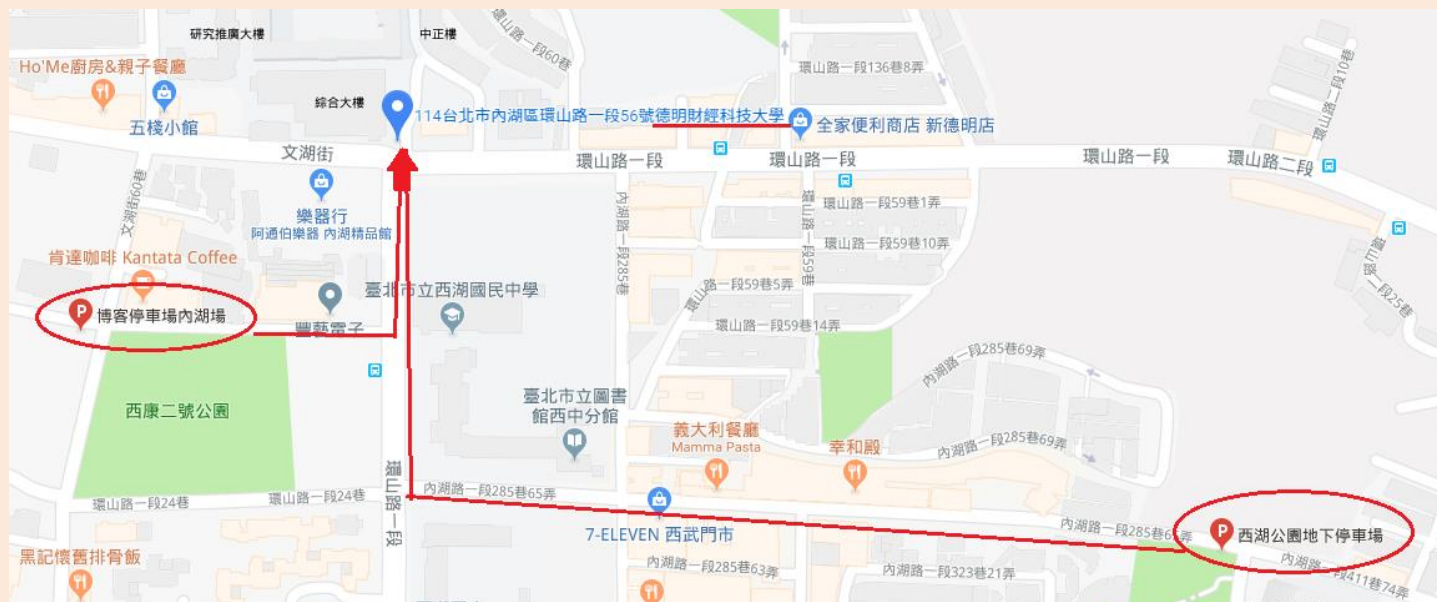 研究推廣大樓
中正樓
環山路一段60巷
Ho'Me廚房&親子餐廳
五棧小館
綜合大樓
環山路一段136巷8弄
環山路二段10巷
114台北市內湖區環山路一段56號德明財經科技大學
全家便利商店 新德明店
文湖街
環山路一段
環山路一段
環山路一段
環山路二段
文湖街60巷
樂器行
阿通伯樂器 內湖精品館
內湖路一段285巷
環山路一段59巷
環山路一段59巷1弄
環山路一段59巷10弄
肯達咖啡 Kantata Coffee
P
博客停車場內湖場
豐藝電子
臺北市立西湖國民中學
環山路一段59巷5弄
環山路一段59巷14弄
內湖路一段285巷69弄
西康二號公園
臺北市立圖書
館西中分館
義大利餐廳
Mamma Pasta
幸和殿
內湖路一段285巷69弄
環山路一段24巷
環山路一段24巷
環山路一段
內湖路一段285巷65弄
7-ELEVEN 西武門市
內湖路一段285巷
P
西湖公園地下停車場
黑記懷舊排骨飯
內湖路一段285巷63弄
內湖路一段323巷21弄
411巷74弄